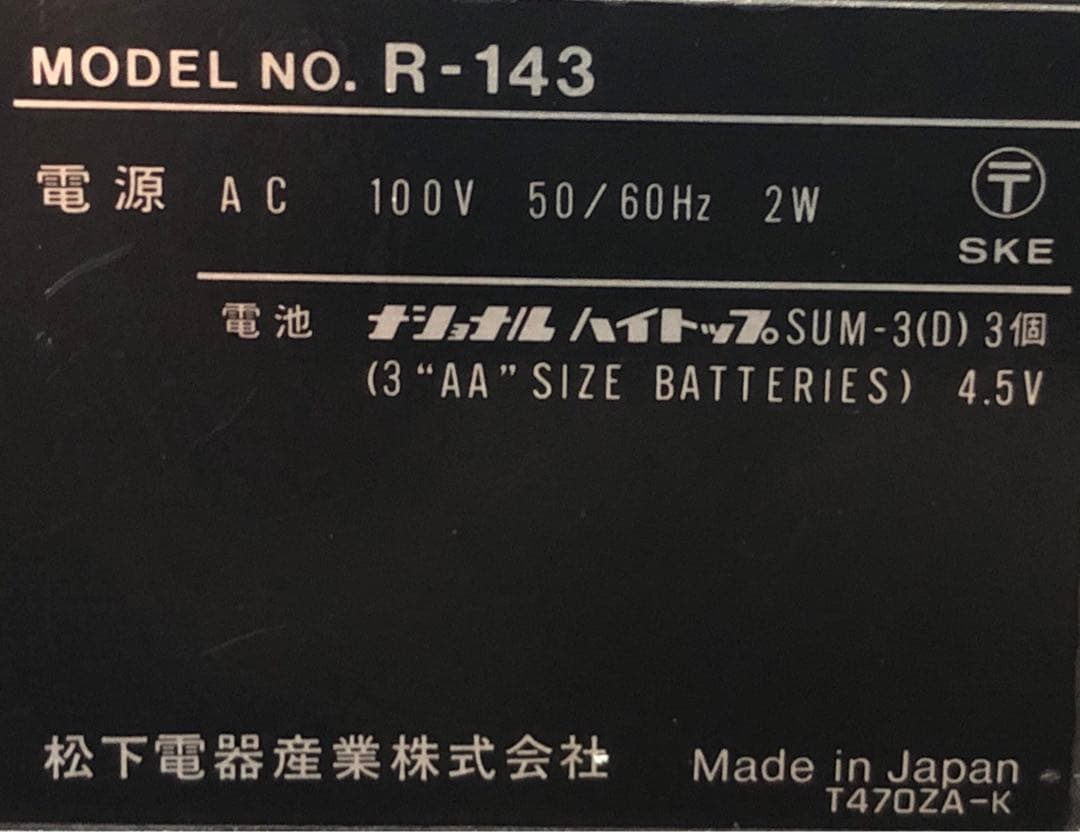 MODEL NO. R-143
電源 AC 100V 50/60Hz 2W
〒
SKE
電池 ナショナル ハイトップ SUM-3(D) 3個
(3 “AA” SIZE BATTERIES) 4.5V
松下電器産業株式会社 Made in Japan
T470ZA-K